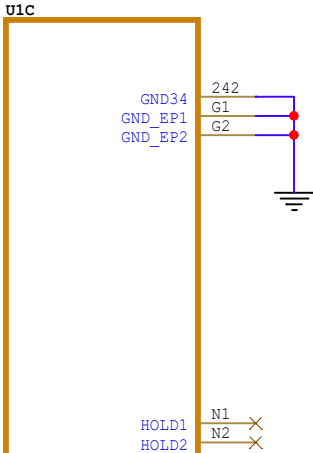 U1C
GND34 242
GND_EP1 G1
GND_EP2 G2
HOLD1 N1
HOLD2 N2